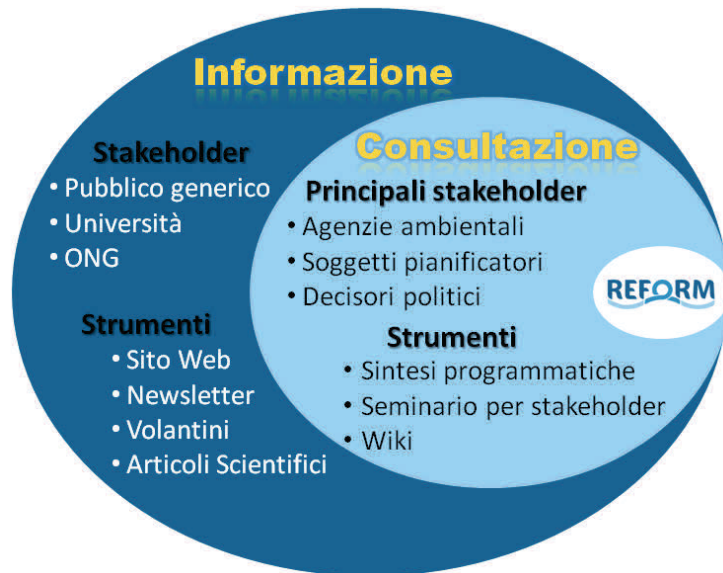 Informazione
Stakeholder
• Pubblico generico
• Università
• ONG
Strumenti
• Sito Web
• Newsletter
• Volantini
• Articoli Scientifici
Consultazione
Principali stakeholder
• Agenzie ambientali
• Soggetti pianificatori
• Decisori politici
Strumenti
• Sintesi programmatiche
• Seminario per stakeholder
• Wiki
REFORM